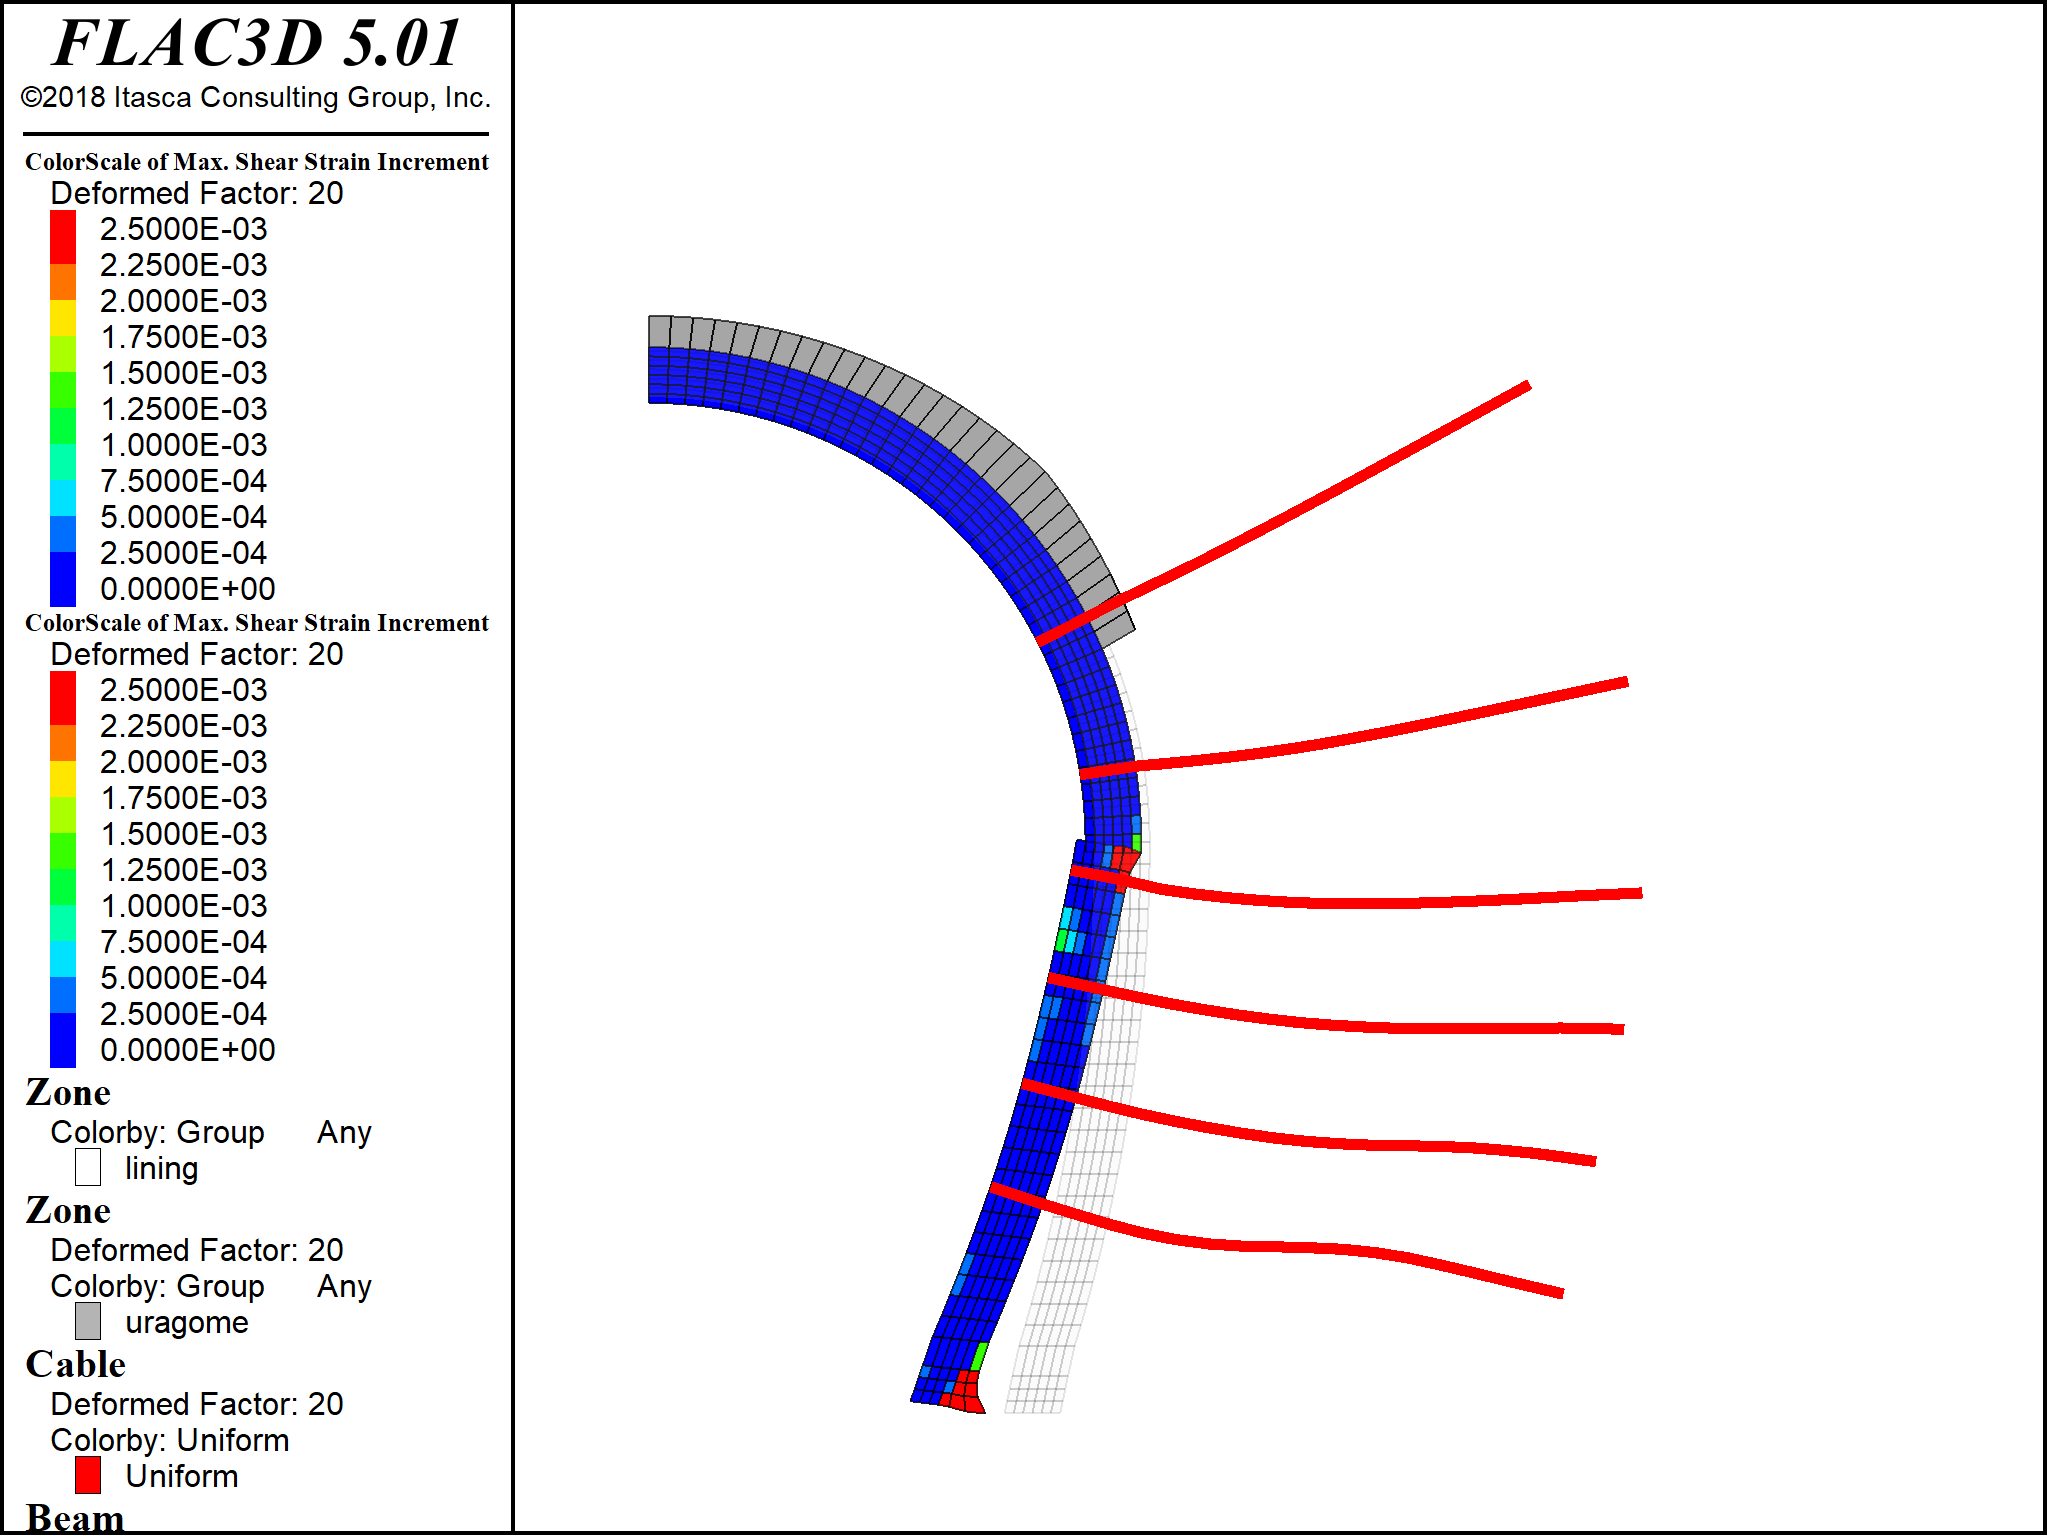 FLAC3D 5.01
©2018 Itasca Consulting Group, Inc.
ColorScale of Max. Shear Strain Increment
Deformed Factor: 20
2.5000E-03
2.2500E-03
2.0000E-03
1.7500E-03
1.5000E-03
1.2500E-03
1.0000E-03
7.5000E-04
5.0000E-04
2.5000E-04
0.0000E+00
ColorScale of Max. Shear Strain Increment
Deformed Factor: 20
2.5000E-03
2.2500E-03
2.0000E-03
1.7500E-03
1.5000E-03
1.2500E-03
1.0000E-03
7.5000E-04
5.0000E-04
2.5000E-04
0.0000E+00
Zone
Colorby: Group Any
lining
Zone
Deformed Factor: 20
Colorby: Group Any
uragome
Cable
Deformed Factor: 20
Colorby: Uniform
Uniform
Beam